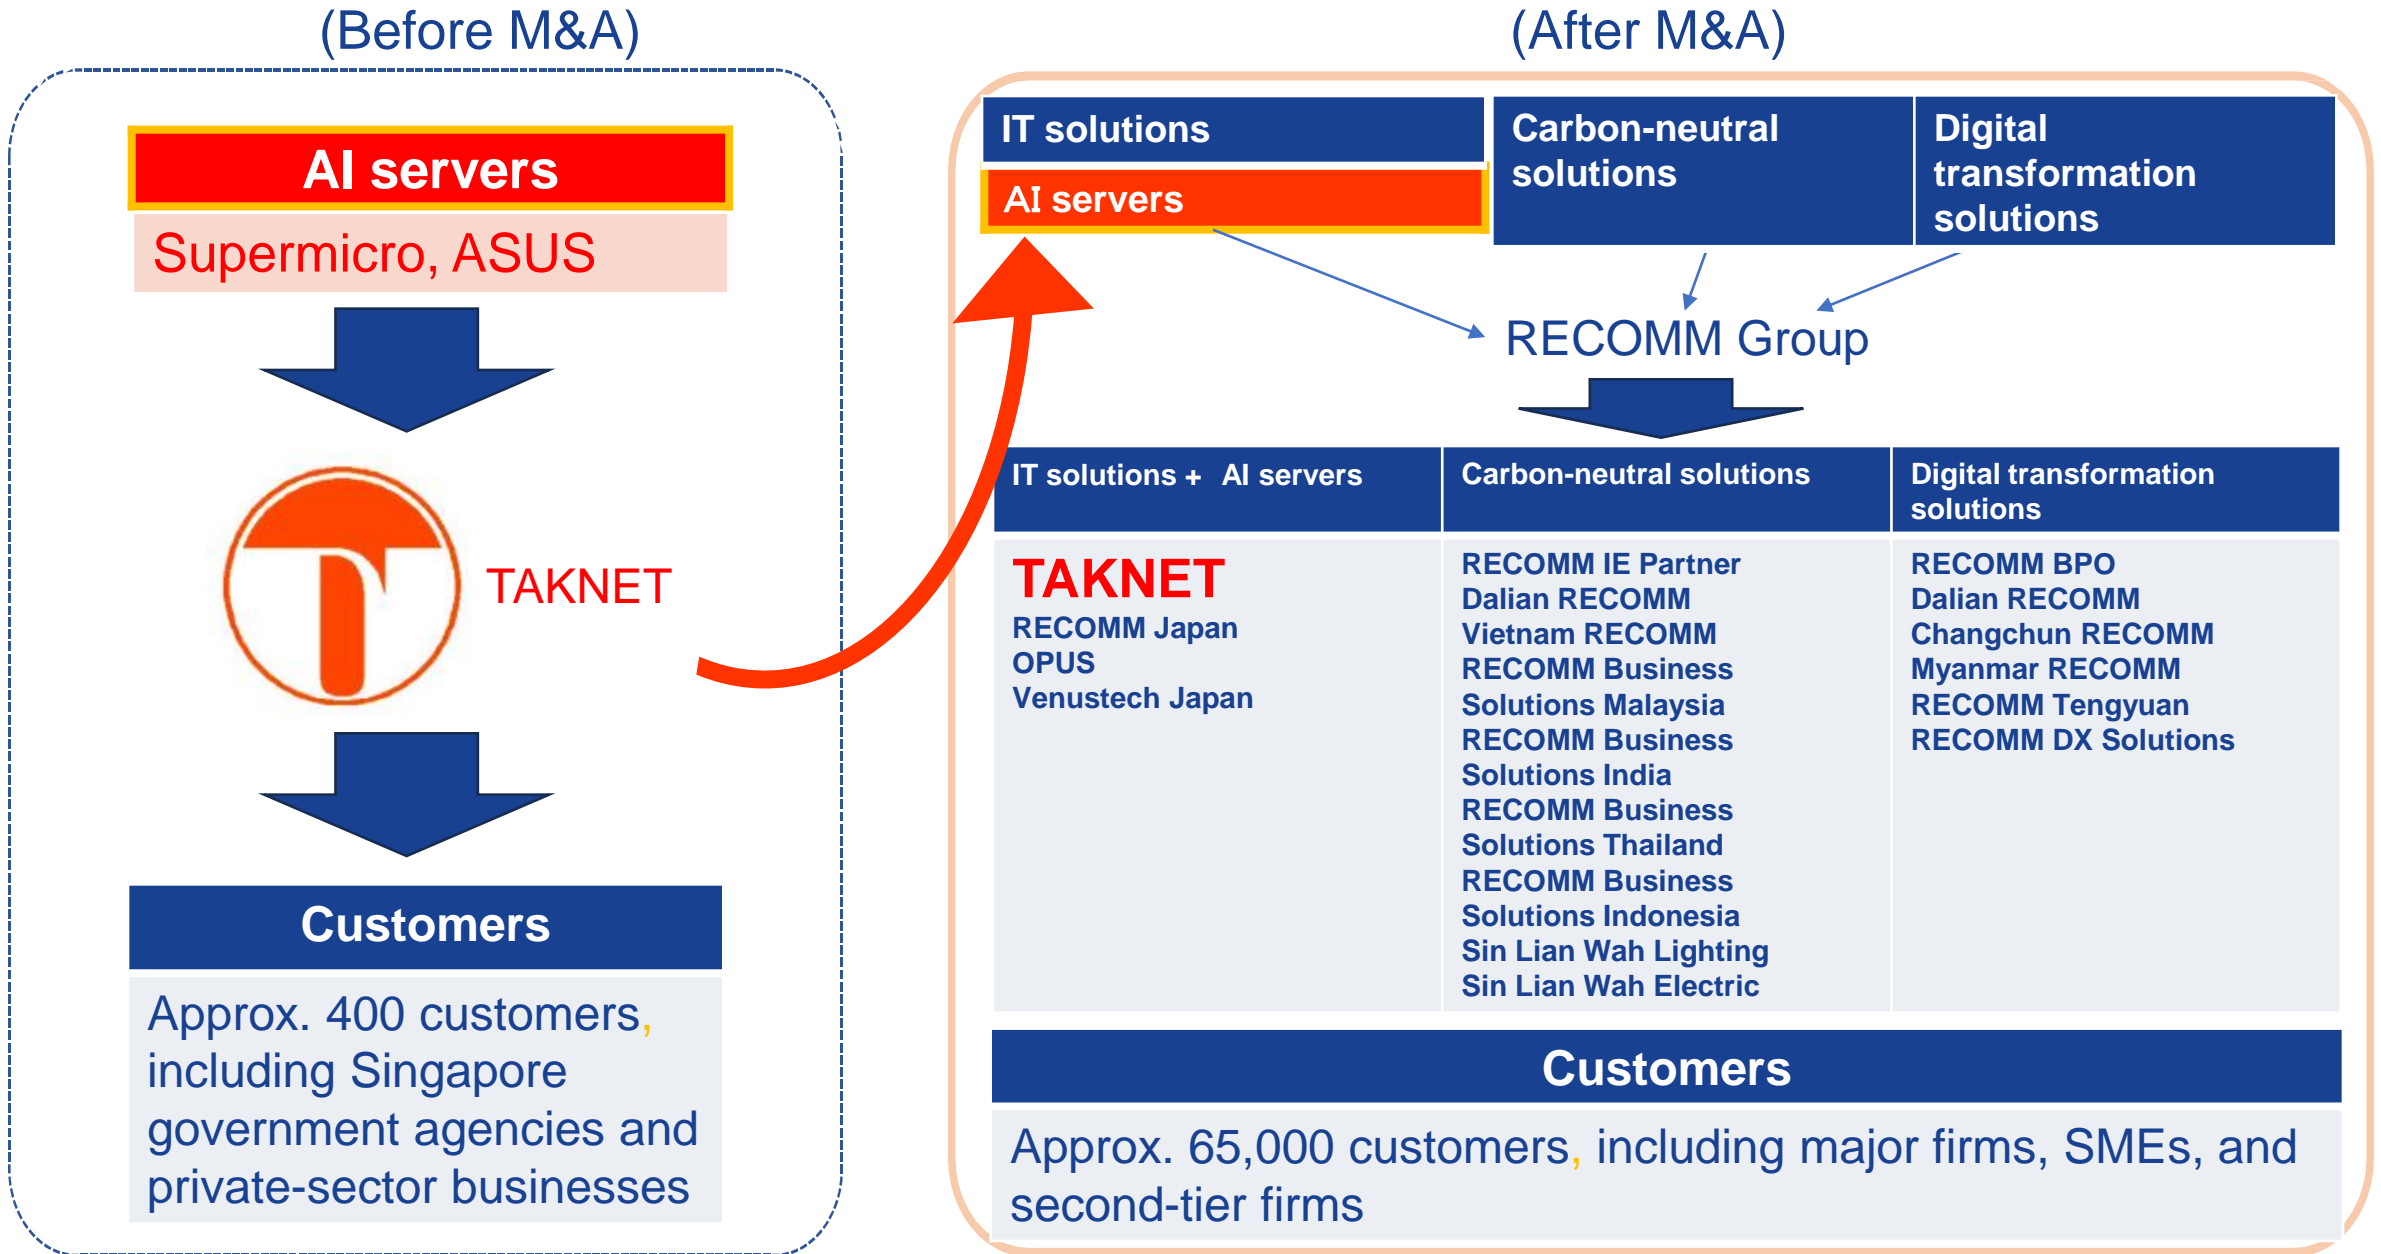 (Before M&A)
AI servers
Supermicro, ASUS
TAKNET
Customers
Approx. 400 customers,
including Singapore
government agencies and
private-sector businesses
(After M&A)
IT solutions
AI servers
Carbon-neutral
solutions
Digital
transformation
solutions
RECOMM Group
IT solutions + AI servers
Carbon-neutral solutions
Digital transformation
solutions
TAKNET
RECOMM Japan
OPUS
Venustech Japan
RECOMM IE Partner
Dalian RECOMM
Vietnam RECOMM
RECOMM Business
Solutions Malaysia
RECOMM Business
Solutions India
RECOMM Business
Solutions Thailand
RECOMM Business
Solutions Indonesia
Sin Lian Wah Lighting
Sin Lian Wah Electric
RECOMM BPO
Dalian RECOMM
Changchun RECOMM
Myanmar RECOMM
RECOMM Tengyuan
RECOMM DX Solutions
Customers
Approx. 65,000 customers, including major firms, SMEs, and
second-tier firms